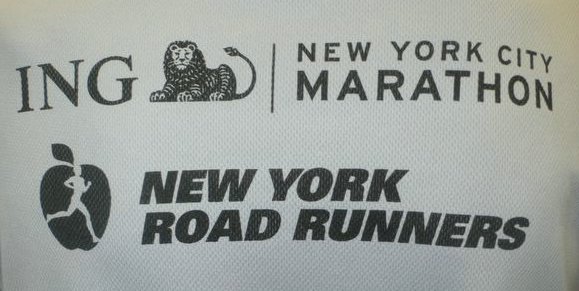 ING NEW YORK CITY
MARATHON
NEW YORK
ROAD RUNNERS